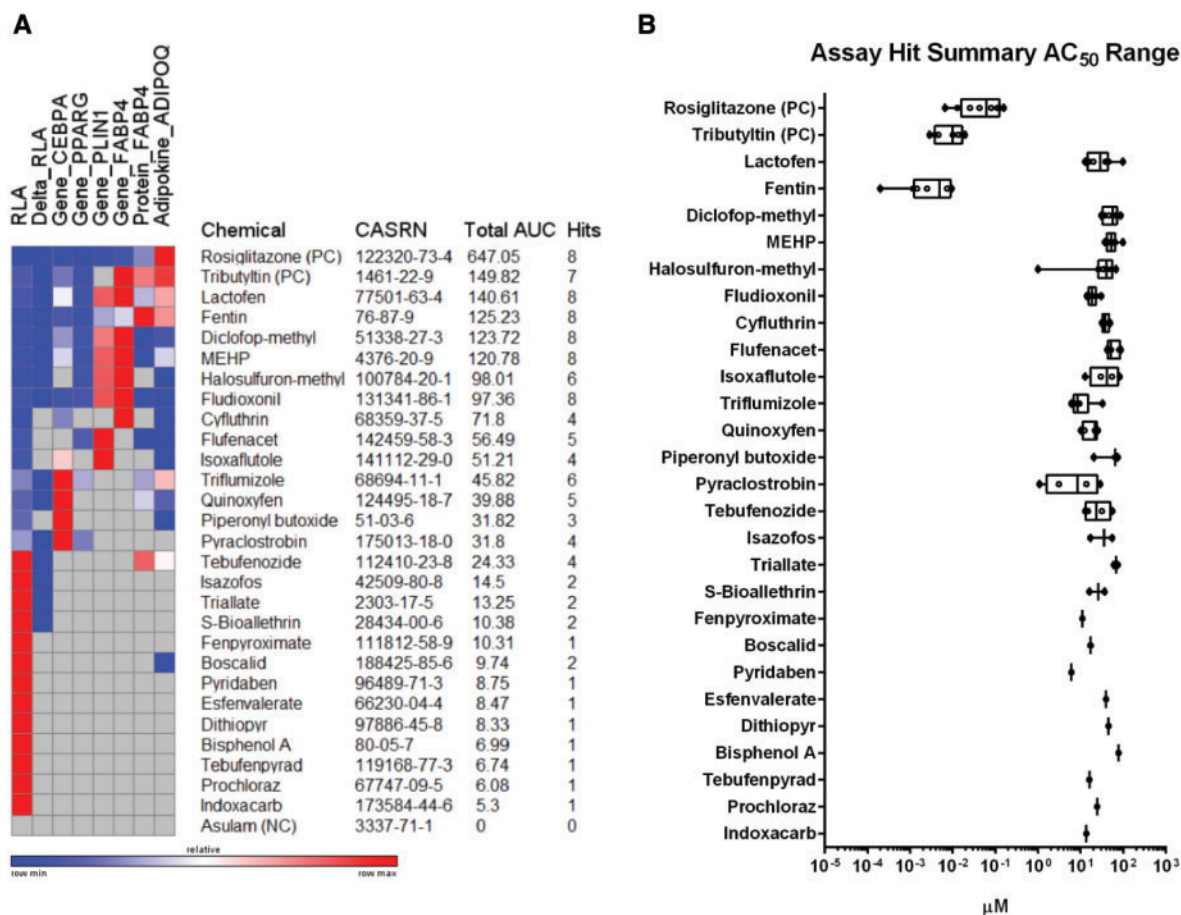 A
RLA
Delta_RLA
Gene_CEBPA
Gene_PPARG
Gene_PLIN1
Gene_FABP4
Protein_FABP4
Adipokine_ADIPOQ
Chemical CASRN Total AUC Hits
Rosiglitazone (PC) 122320-73-4 647.05 8
Tributyltin (PC) 1461-22-9 149.82 7
Lactofen 77501-63-4 140.61 8
Fentin 76-87-9 125.23 8
Diclofop-methyl 51338-27-3 123.72 8
MEHP 4376-20-9 120.78 8
Halosulfuron-methyl 100784-20-1 98.01 6
Fludioxonil 131341-86-1 97.36 8
Cyfluthrin 68359-37-5 71.8 4
Flufenacet 142459-58-3 56.49 5
Isoxaflutole 141112-29-0 51.21 4
Triflumizole 68694-11-1 45.82 6
Quinoxyfen 124495-18-7 39.88 5
Piperonyl butoxide 51-03-6 31.82 3
Pyraclostrobin 175013-18-0 31.8 4
Tebufenozide 112410-23-8 24.33 4
Isazofos 42509-80-8 14.5 2
Triallate 2303-17-5 13.25 2
S-Bioallethrin 28434-00-6 10.38 2
Fenpyroximate 111812-58-9 10.31 1
Boscalid 188425-85-6 9.74 2
Pyridaben 96489-71-3 8.75 1
Esfenvalerate 66230-04-4 8.47 1
Dithiopyr 97886-45-8 8.33 1
Bisphenol A 80-05-7 6.99 1
Tebufenpyrad 119168-77-3 6.74 1
Prochloraz 67747-09-5 6.08 1
Indoxacarb 173584-44-6 5.3 1
Asulam (NC) 3337-71-1 0 0
relative
row min row max
B
Assay Hit Summary AC50 Range
Rosiglitazone (PC)
Tributyltin (PC)
Lactofen
Fentin
Diclofop-methyl
MEHP
Halosulfuron-methyl
Fludioxonil
Cyfluthrin
Flufenacet
Isoxaflutole
Triflumizole
Quinoxyfen
Piperonyl butoxide
Pyraclostrobin
Tebufenozide
Isazofos
Triallate
S-Bioallethrin
Fenpyroximate
Boscalid
Pyridaben
Esfenvalerate
Dithiopyr
Bisphenol A
Tebufenpyrad
Prochloraz
Indoxacarb
10-5 10-4 10-3 10-2 10-1 100 101 102 103
µM